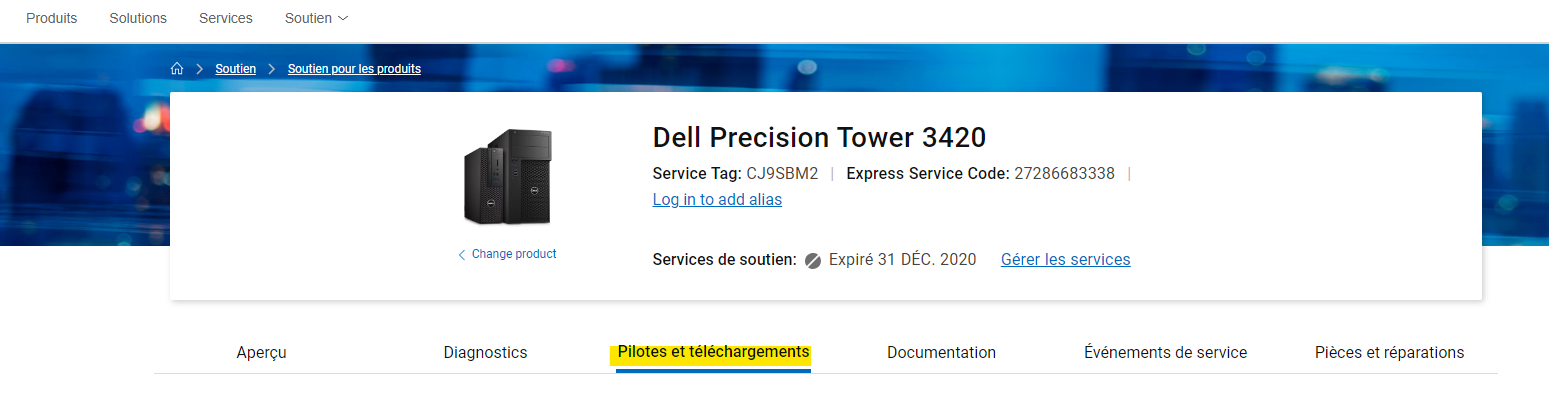 Produits Solutions Services Soutien
Soutien Soutien pour les produits
Dell Precision Tower 3420
Service Tag: CJ9SBM2 | Express Service Code: 27286683338 |
Log in to add alias
Change product
Services de soutien: Expiré 31 DÉC. 2020 Gérer les services
Aperçu Diagnostics Pilotes et téléchargements Documentation Événements de service Pièces et réparations